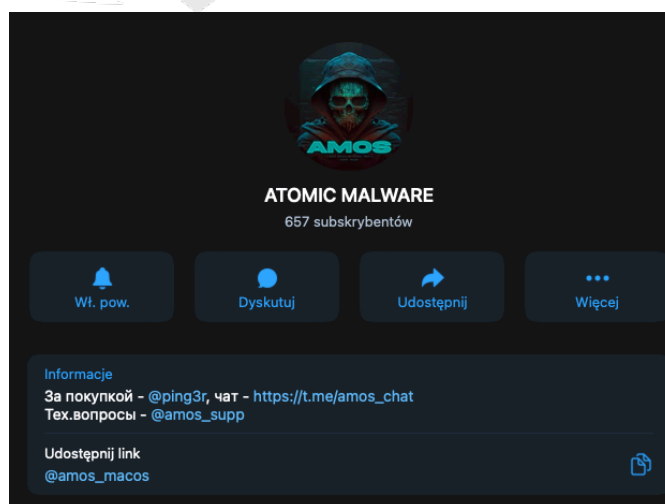 AMOS
ATOMIC MALWARE
657 subskrybentów
Wł. pow.
Dyskutuj
Udostępnij
Więcej
Informacje
За покупкой - @ping3r, чат - https://t.me/amos_chat
Тех.вопросы - @amos_supp
Udostępnij link
@amos_macos